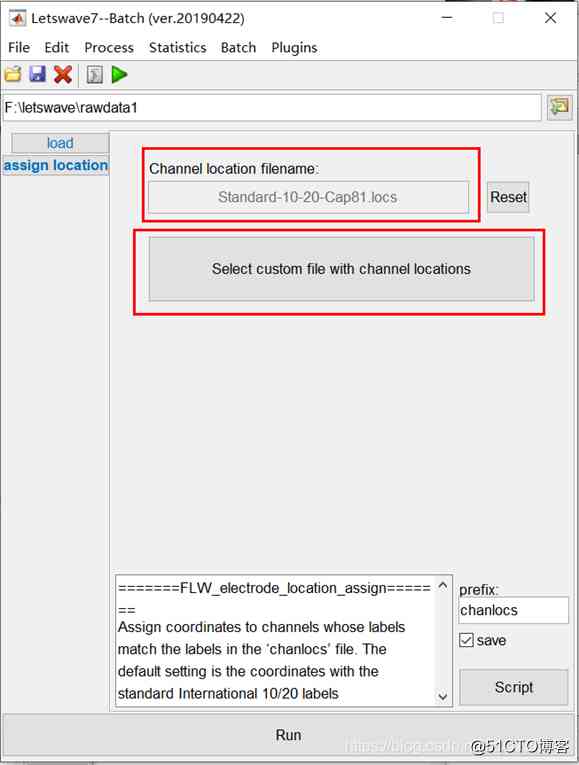 Letswave7--Batch (ver.20190422)
File Edit Process Statistics Batch Plugins
F:\letswave\rawdata1
load
assign location
Channel location filename:
Standard-10-20-Cap81.locs
Reset
Select custom file with channel locations
=======FLW_electrode_location_assign======
==
Assign coordinates to channels whose labels
match the labels in the 'chanlocs' file. The
default setting is the coordinates with the
standard International 10/20 labels
prefix:
chanlocs
save
Script
Run
https://blog.csdn.n
@51CTO博客